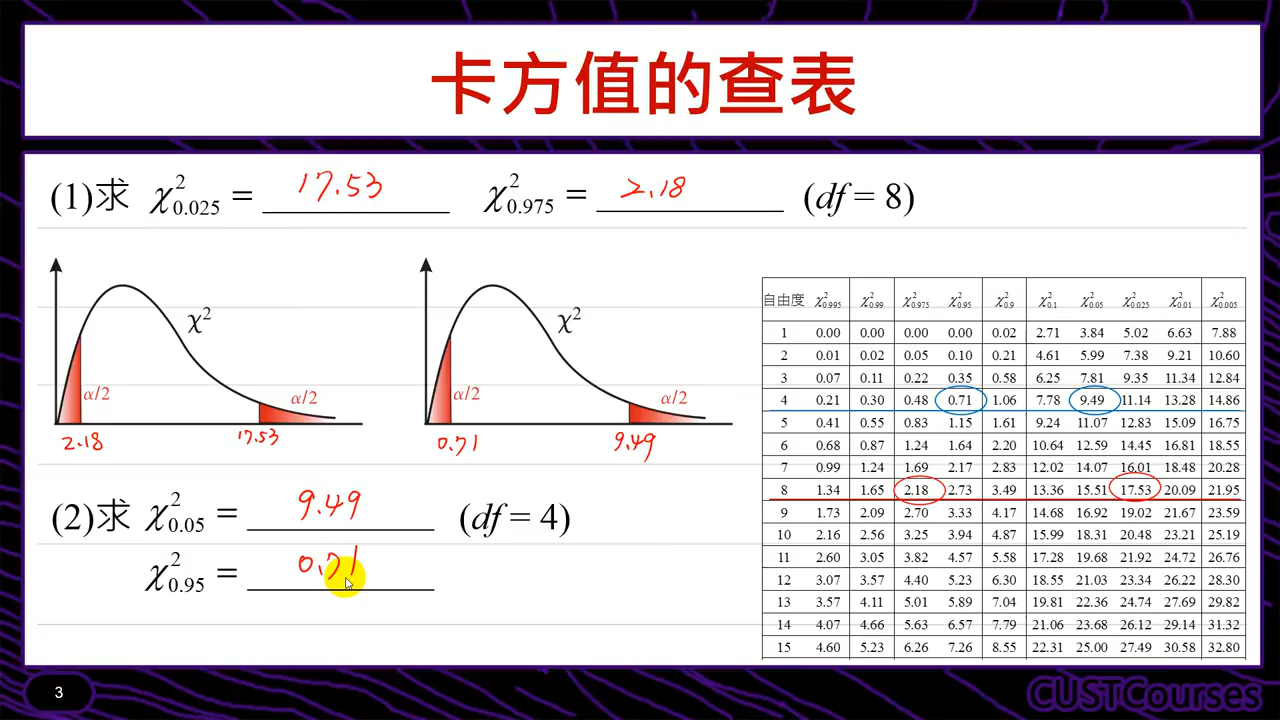 卡方值的查表
(1)求 χ²0.025 = 17.53 χ²0.975 = 2.18 (df = 8)
χ² α/2 α/2 2.18 17.53
χ² α/2 α/2 0.71 9.49
(2)求 χ²0.05 = 9.49 (df = 4)
χ²0.95 = 0.71
自由度 χ²0.995 χ²0.99 χ²0.975 χ²0.95 χ²0.9 χ²0.1 χ²0.05 χ²0.025 χ²0.01 χ²0.005
1 0.00 0.00 0.00 0.00 0.02 2.71 3.84 5.02 6.63 7.88
2 0.01 0.02 0.05 0.10 0.21 4.61 5.99 7.38 9.21 10.60
3 0.07 0.11 0.22 0.35 0.58 6.25 7.81 9.35 11.34 12.84
4 0.21 0.30 0.48 0.71 1.06 7.78 9.49 11.14 13.28 14.86
5 0.41 0.55 0.83 1.15 1.61 9.24 11.07 12.83 15.09 16.75
6 0.68 0.87 1.24 1.64 2.20 10.64 12.59 14.45 16.81 18.55
7 0.99 1.24 1.69 2.17 2.83 12.02 14.07 16.01 18.48 20.28
8 1.34 1.65 2.18 2.73 3.49 13.36 15.51 17.53 20.09 21.95
9 1.73 2.09 2.70 3.33 4.17 14.68 16.92 19.02 21.67 23.59
10 2.16 2.56 3.25 3.94 4.87 15.99 18.31 20.48 23.21 25.19
11 2.60 3.05 3.82 4.57 5.58 17.28 19.68 21.92 24.72 26.76
12 3.07 3.57 4.40 5.23 6.30 18.55 21.03 23.34 26.22 28.30
13 3.57 4.11 5.01 5.89 7.04 19.81 22.36 24.74 27.69 29.82
14 4.07 4.66 5.63 6.57 7.79 21.06 23.68 26.12 29.14 31.32
15 4.60 5.23 6.26 7.26 8.55 22.31 25.00 27.49 30.58 32.80
3
CUSTCourses